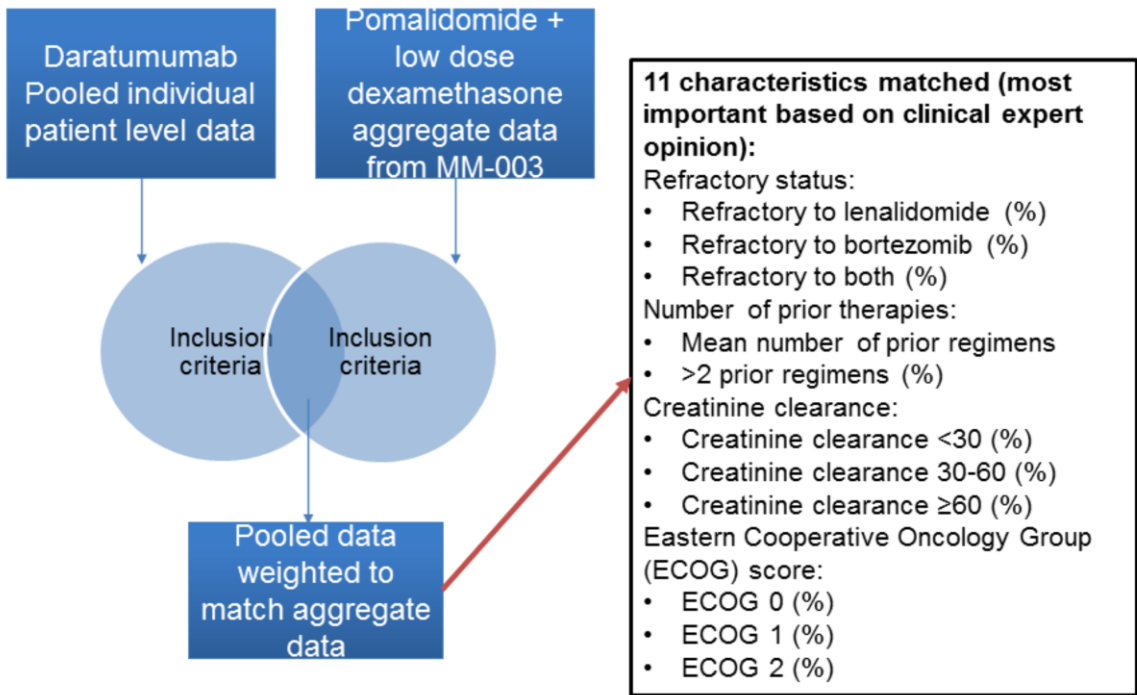 Daratumumab
Pooled individual
patient level data
Pomalidomide +
low dose
dexamethasone
aggregate data
from MM-003
Inclusion
criteria
Inclusion
criteria
Pooled data
weighted to
match aggregate
data
11 characteristics matched (most
important based on clinical expert
opinion):
Refractory status:
• Refractory to lenalidomide (%)
• Refractory to bortezomib (%)
• Refractory to both (%)
Number of prior therapies:
• Mean number of prior regimens
• >2 prior regimens (%)
Creatinine clearance:
• Creatinine clearance <30 (%)
• Creatinine clearance 30-60 (%)
• Creatinine clearance ≥60 (%)
Eastern Cooperative Oncology Group
(ECOG) score:
• ECOG 0 (%)
• ECOG 1 (%)
• ECOG 2 (%)